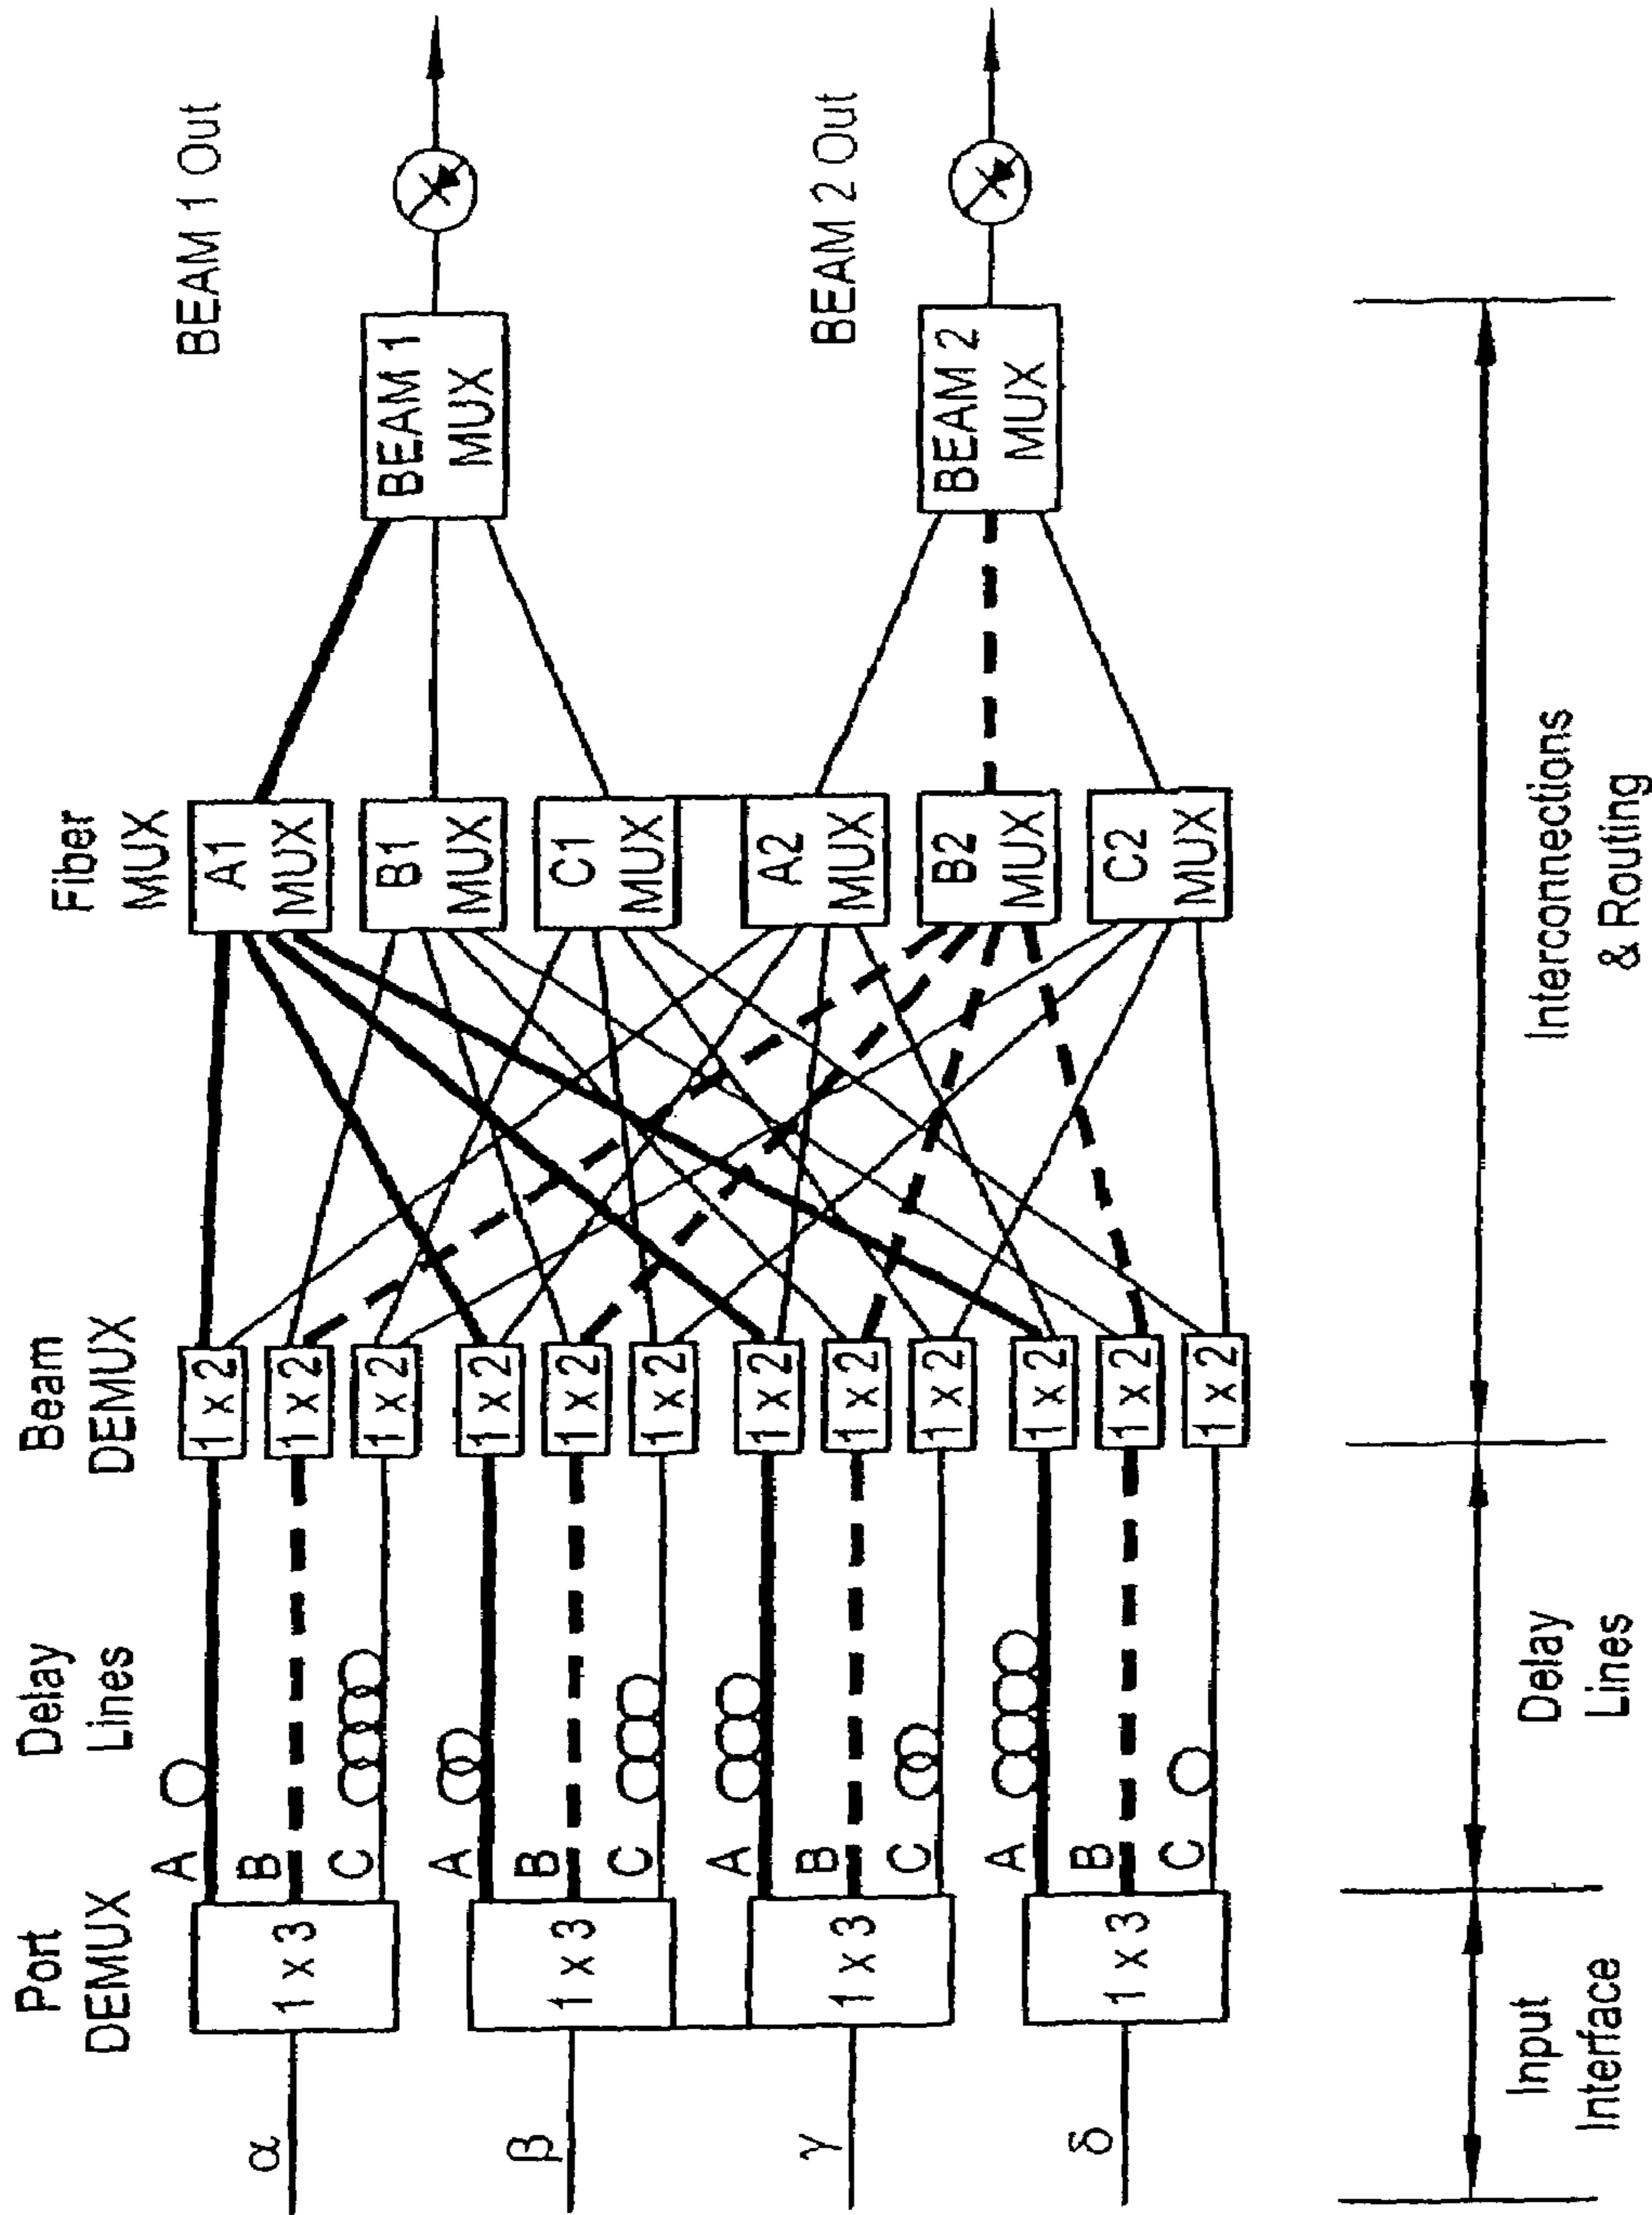 Port
DEMUX
Delay
Lines
Beam
DEMUX
Fiber
MUX
BEAM 1 Out
BEAM 2 Out
α
1 x 3
A
B
C
1 x 2
1 x 2
1 x 2
β
1 x 3
A
B
C
1 x 2
1 x 2
1 x 2
γ
1 x 3
A
B
C
1 x 2
1 x 2
1 x 2
δ
1 x 3
A
B
C
1 x 2
1 x 2
1 x 2
A1
MUX
B1
MUX
C1
MUX
A2
MUX
B2
MUX
C2
MUX
BEAM 1
MUX
BEAM 2
MUX
Input
Interface
Delay
Lines
Interconnections
& Routing